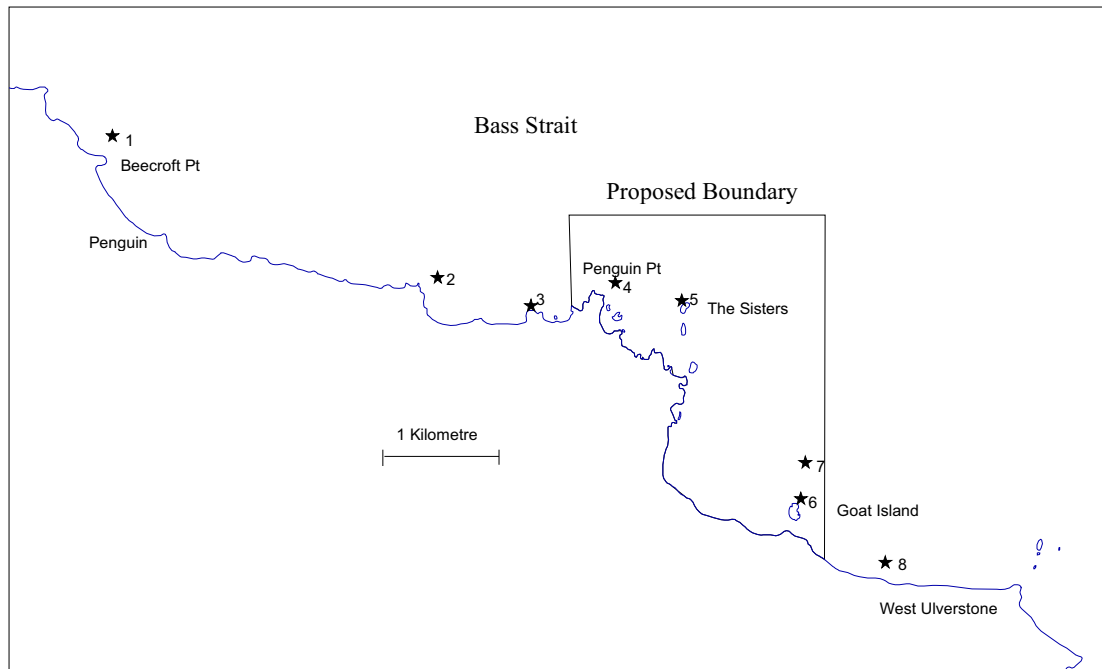 Bass Strait
1
Beecroft Pt
Proposed Boundary
Penguin
2
Penguin Pt
4
3
5
The Sisters
1 Kilometre
7
6
Goat Island
8
West Ulverstone